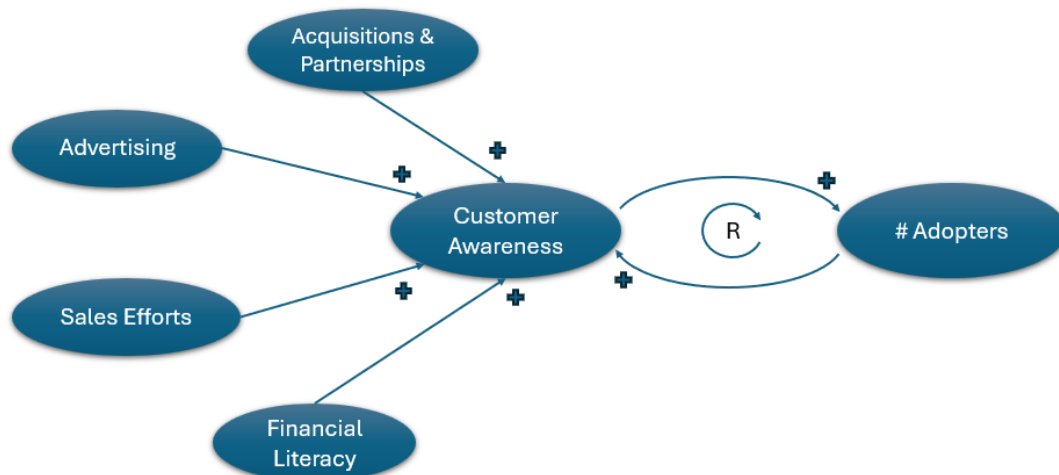 Acquisitions &
Partnerships
Advertising
Customer
Awareness
R
# Adopters
Sales Efforts
Financial
Literacy